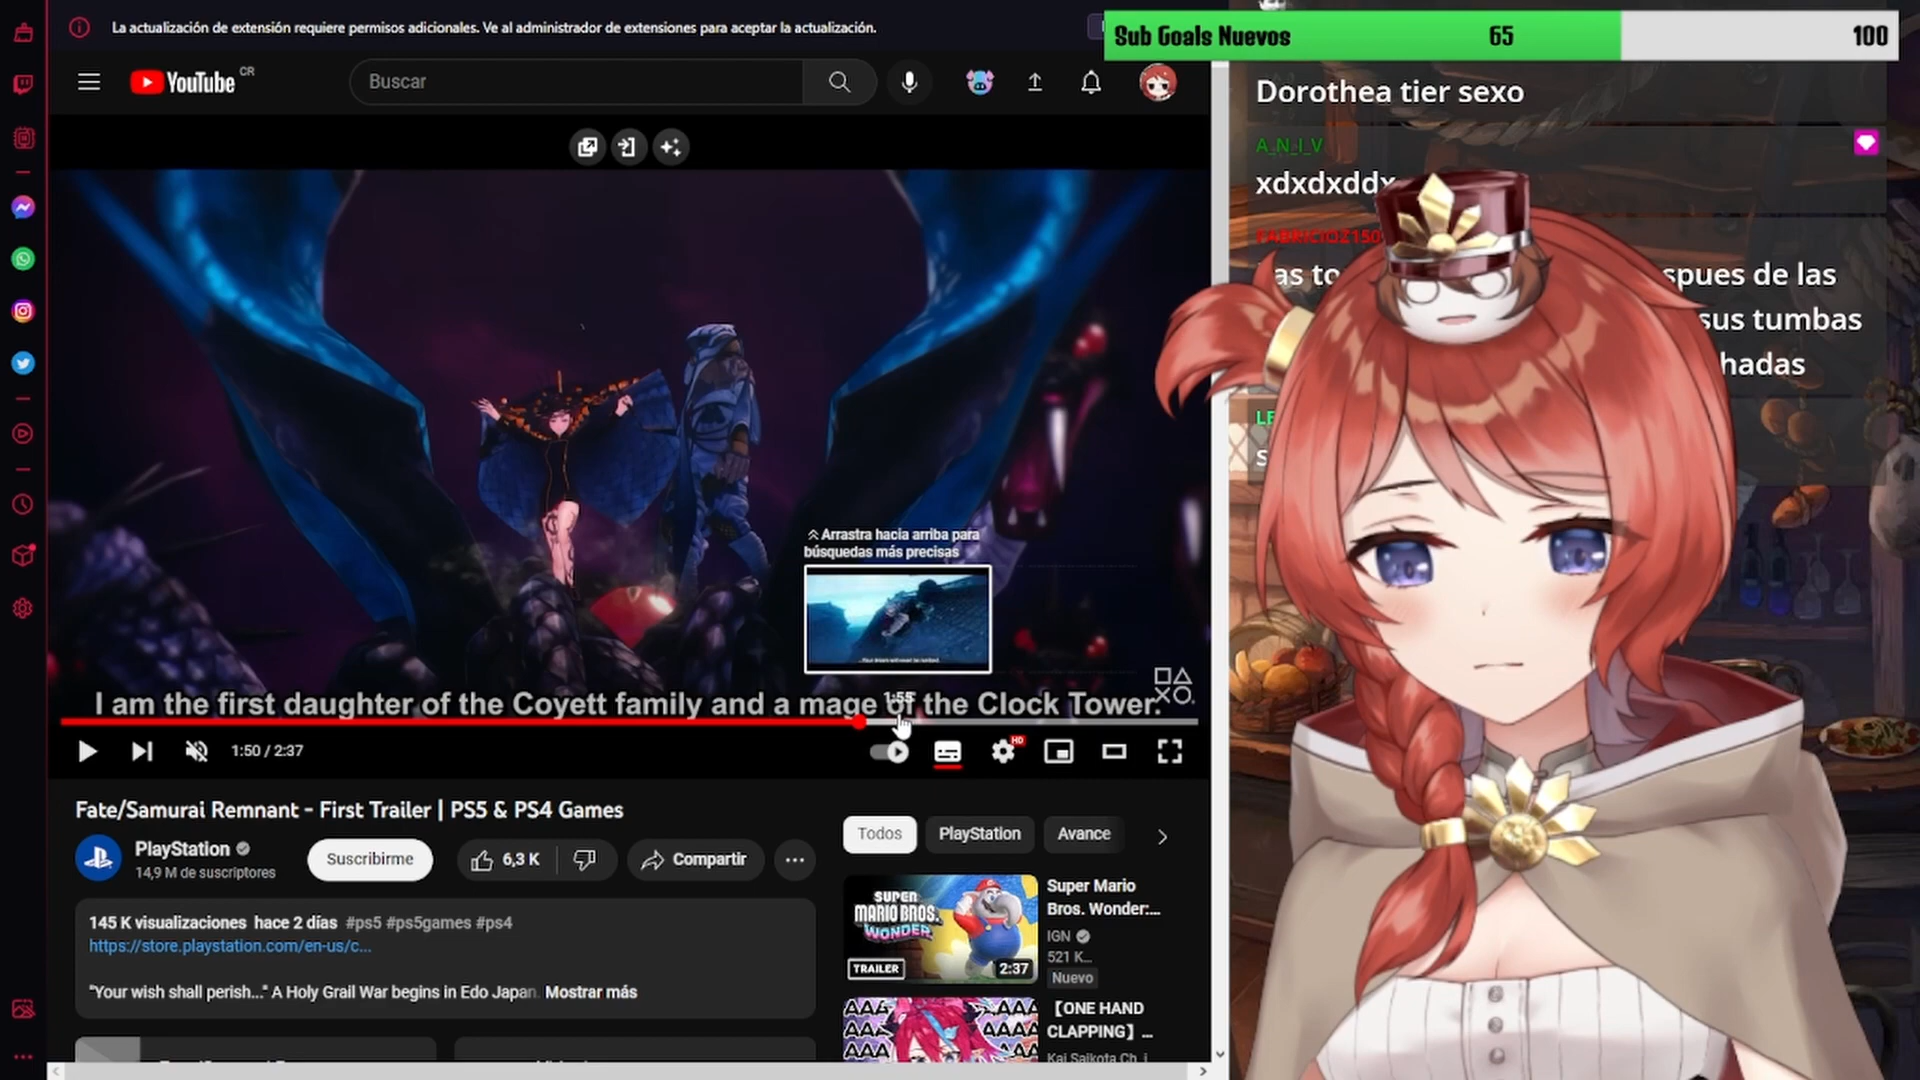 La actualización de extensión requiere permisos adicionales. Ve al administrador de extensiones para aceptar la actualización.
Sub Goals Nuevos 65 100
YouTube CR
Buscar
Dorothea tier sexo
A_N_I_V
xdxdxddx
spues de las
sus tumbas
hadas
Arrastra hacia arriba para
búsquedas más precisas
1:55
I am the first daughter of the Coyett family and a mage of the Clock Tower.
1:50 / 2:37
HD
Fate/Samurai Remnant - First Trailer | PS5 & PS4 Games
PlayStation
14,9 M de suscriptores
Suscribirme
6,3 K
Compartir
145 K visualizaciones hace 2 días #ps5 #ps5games #ps4
https://store.playstation.com/en-us/c...
"Your wish shall perish..." A Holy Grail War begins in Edo Japan. Mostrar más
Todos
PlayStation
Avance
SUPER
MARIO BROS.
WONDER
TRAILER
2:37
Super Mario
Bros. Wonder:...
IGN
521 K...
Nuevo
【ONE HAND
CLAPPING】...
Kai Saikota Ch. i